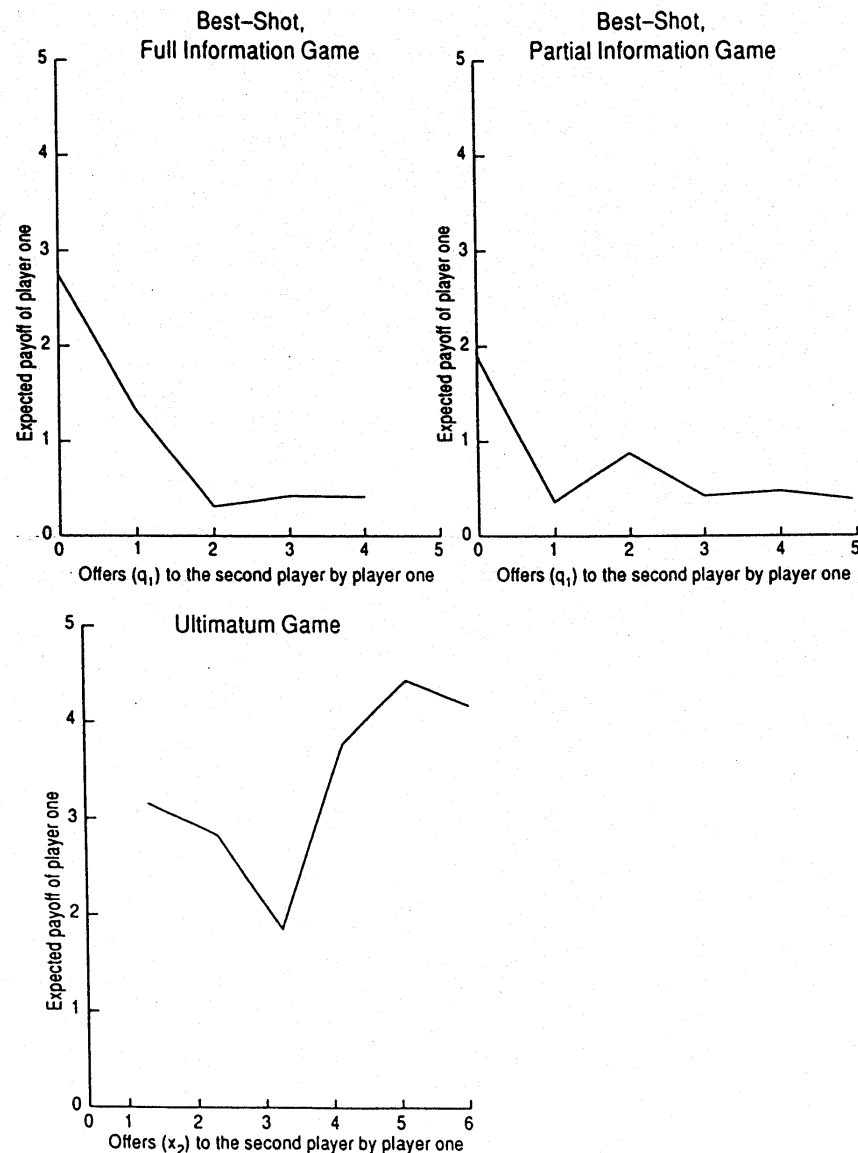 Best–Shot,
Full Information Game
5
4
3
2
1
0
Expected payoff of player one
0 1 2 3 4 5
Offers (q₁) to the second player by player one
Best–Shot,
Partial Information Game
5
4
3
2
1
0
Expected payoff of player one
0 1 2 3 4 5
Offers (q₁) to the second player by player one
Ultimatum Game
5
4
3
2
1
0
Expected payoff of player one
0 1 2 3 4 5 6
Offers (x₂) to the second player by player one